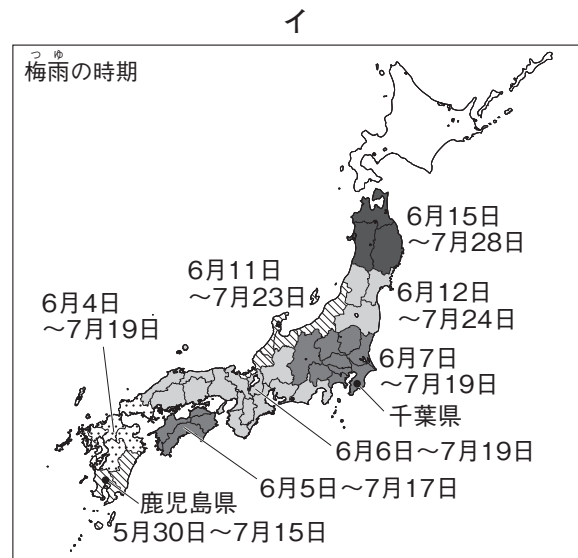 イ
つゆ
梅雨の時期
6月15日
～7月28日
6月11日
～7月23日
6月12日
～7月24日
6月4日
～7月19日
6月7日
～7月19日
千葉県
6月6日～7月19日
6月5日～7月17日
鹿児島県
5月30日～7月15日